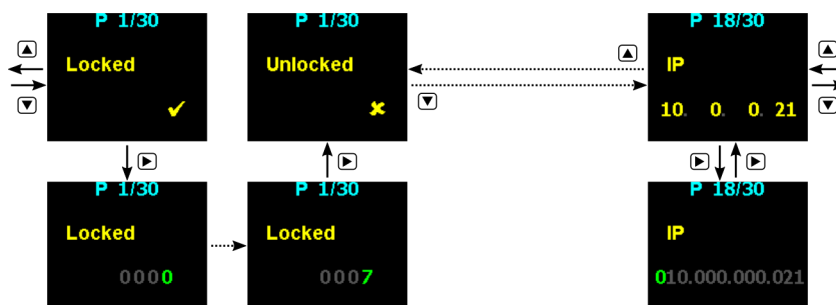 P 1/30
Locked
✓
P 1/30
Unlocked
✘
P 18/30
IP
10. 0. 0. 21
P 1/30
Locked
0000
P 1/30
Locked
0007
P 18/30
IP
010.000.000.021